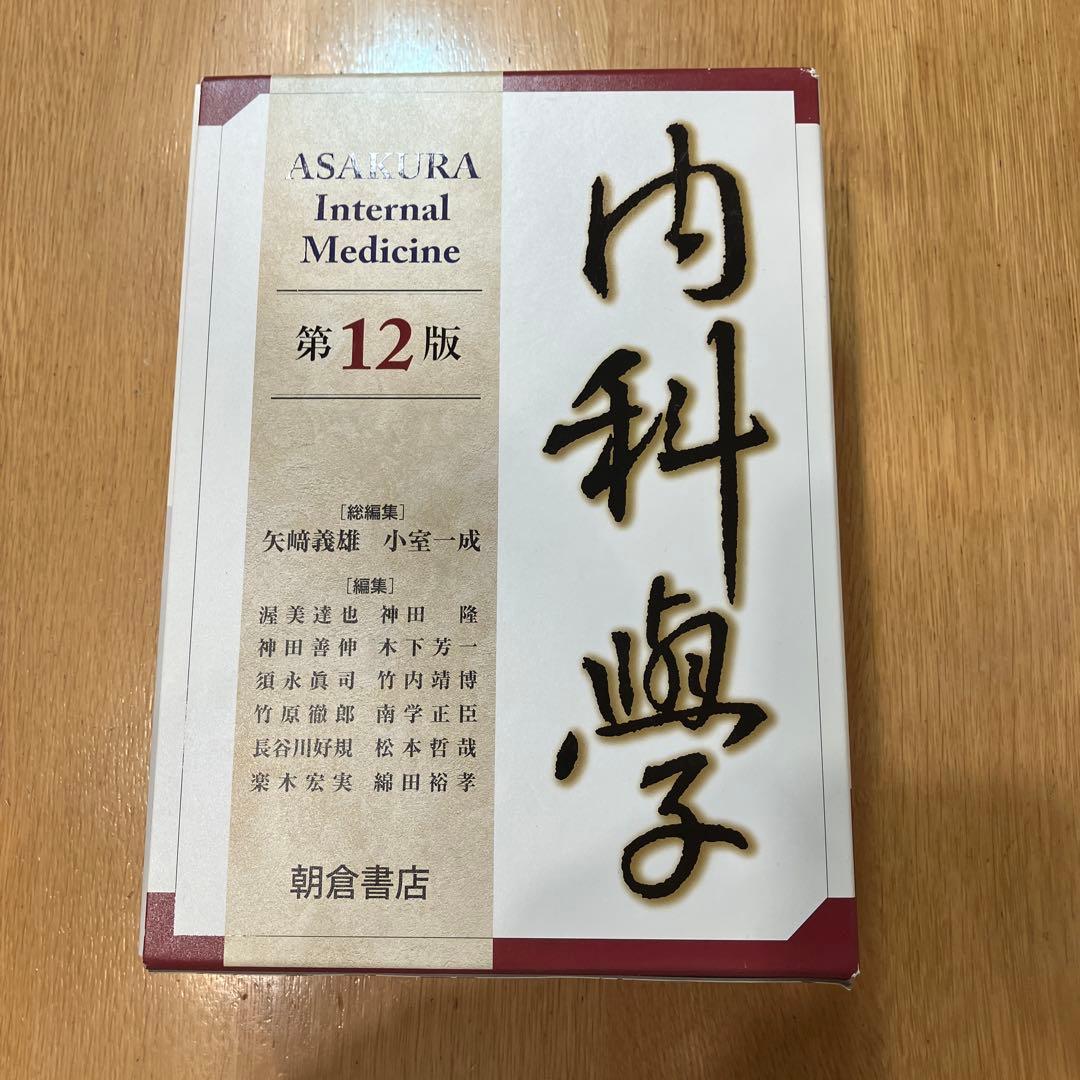 内科學
ASAKURA
Internal
Medicine
第12版
[総編集]
矢﨑義雄 小室一成
[編集]
渥美達也 神田 隆
神田善伸 木下芳一
須永眞司 竹内靖博
竹原徹郎 南学正臣
長谷川好規 松本哲哉
楽木宏実 綿田裕孝
朝倉書店